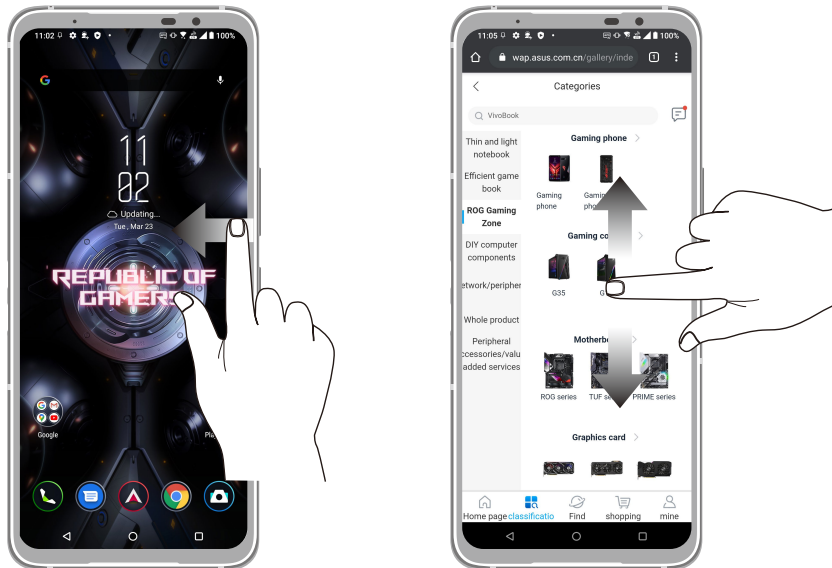 11:02
100%
G
11
02
Updating...
Tue, Mar 23
REPUBLIC OF
GAMERS
Google
11:05
100%
wap.asus.com.cn/gallery/inde
1
Categories
VivoBook
Thin and light
notebook
Efficient game
book
ROG Gaming
Zone
DIY computer
components
etwork/peripher
Whole product
Peripheral
ccessories/valu
added services
Gaming phone
Gaming
phone
Gaming
G35
ROG series
TUF
PRIME series
Graphics card
Home page
classificatio
Find
shopping
mine